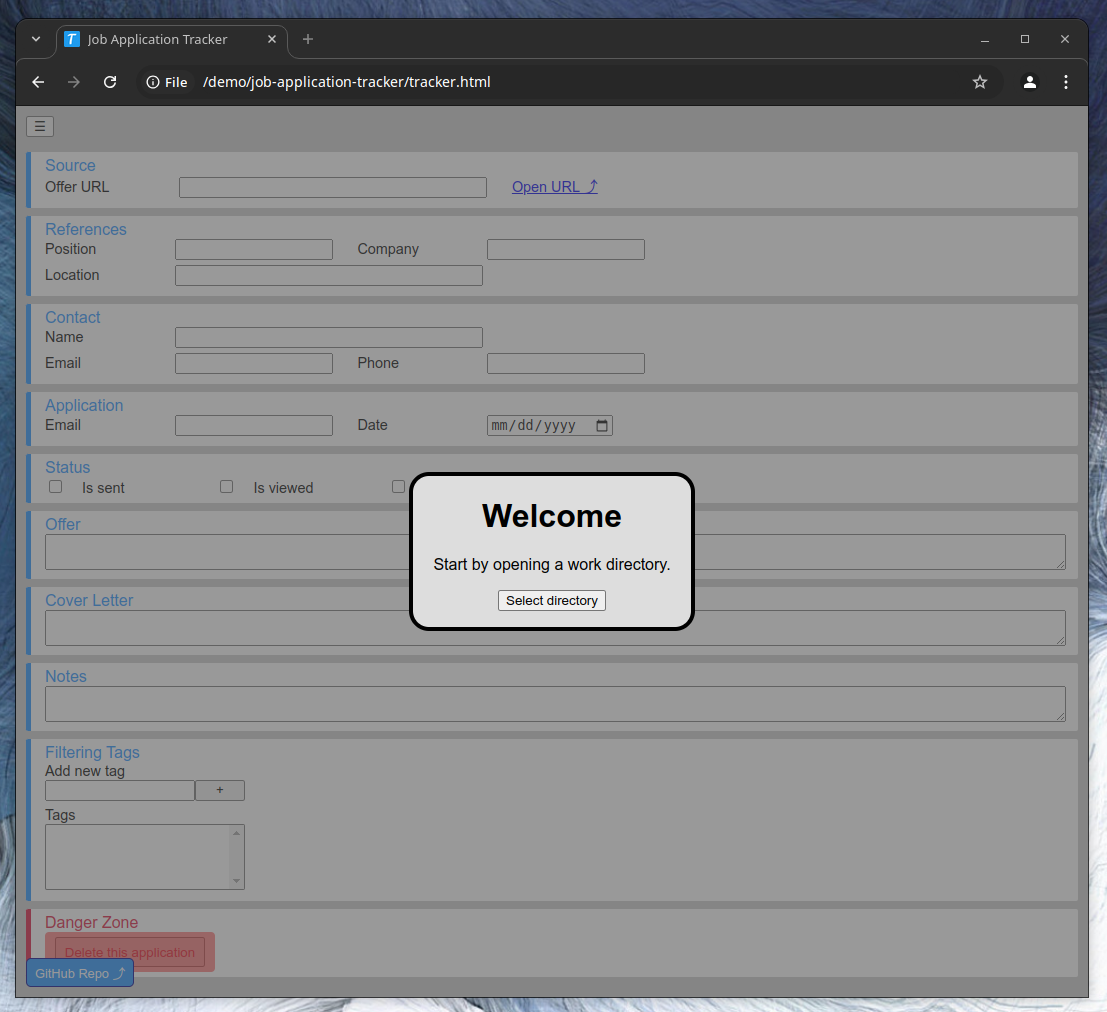 Job Application Tracker
File /demo/job-application-tracker/tracker.html
Source
Offer URL Open URL ⤴
References
Position Company
Location
Contact
Name
Email Phone
Application
Email Date mm/dd/yyyy
Status
Is sent Is viewed
Offer
Cover Letter
Notes
Welcome
Start by opening a work directory.
Select directory
Filtering Tags
Add new tag
+
Tags
Danger Zone
Delete this application
GitHub Repo ⤴